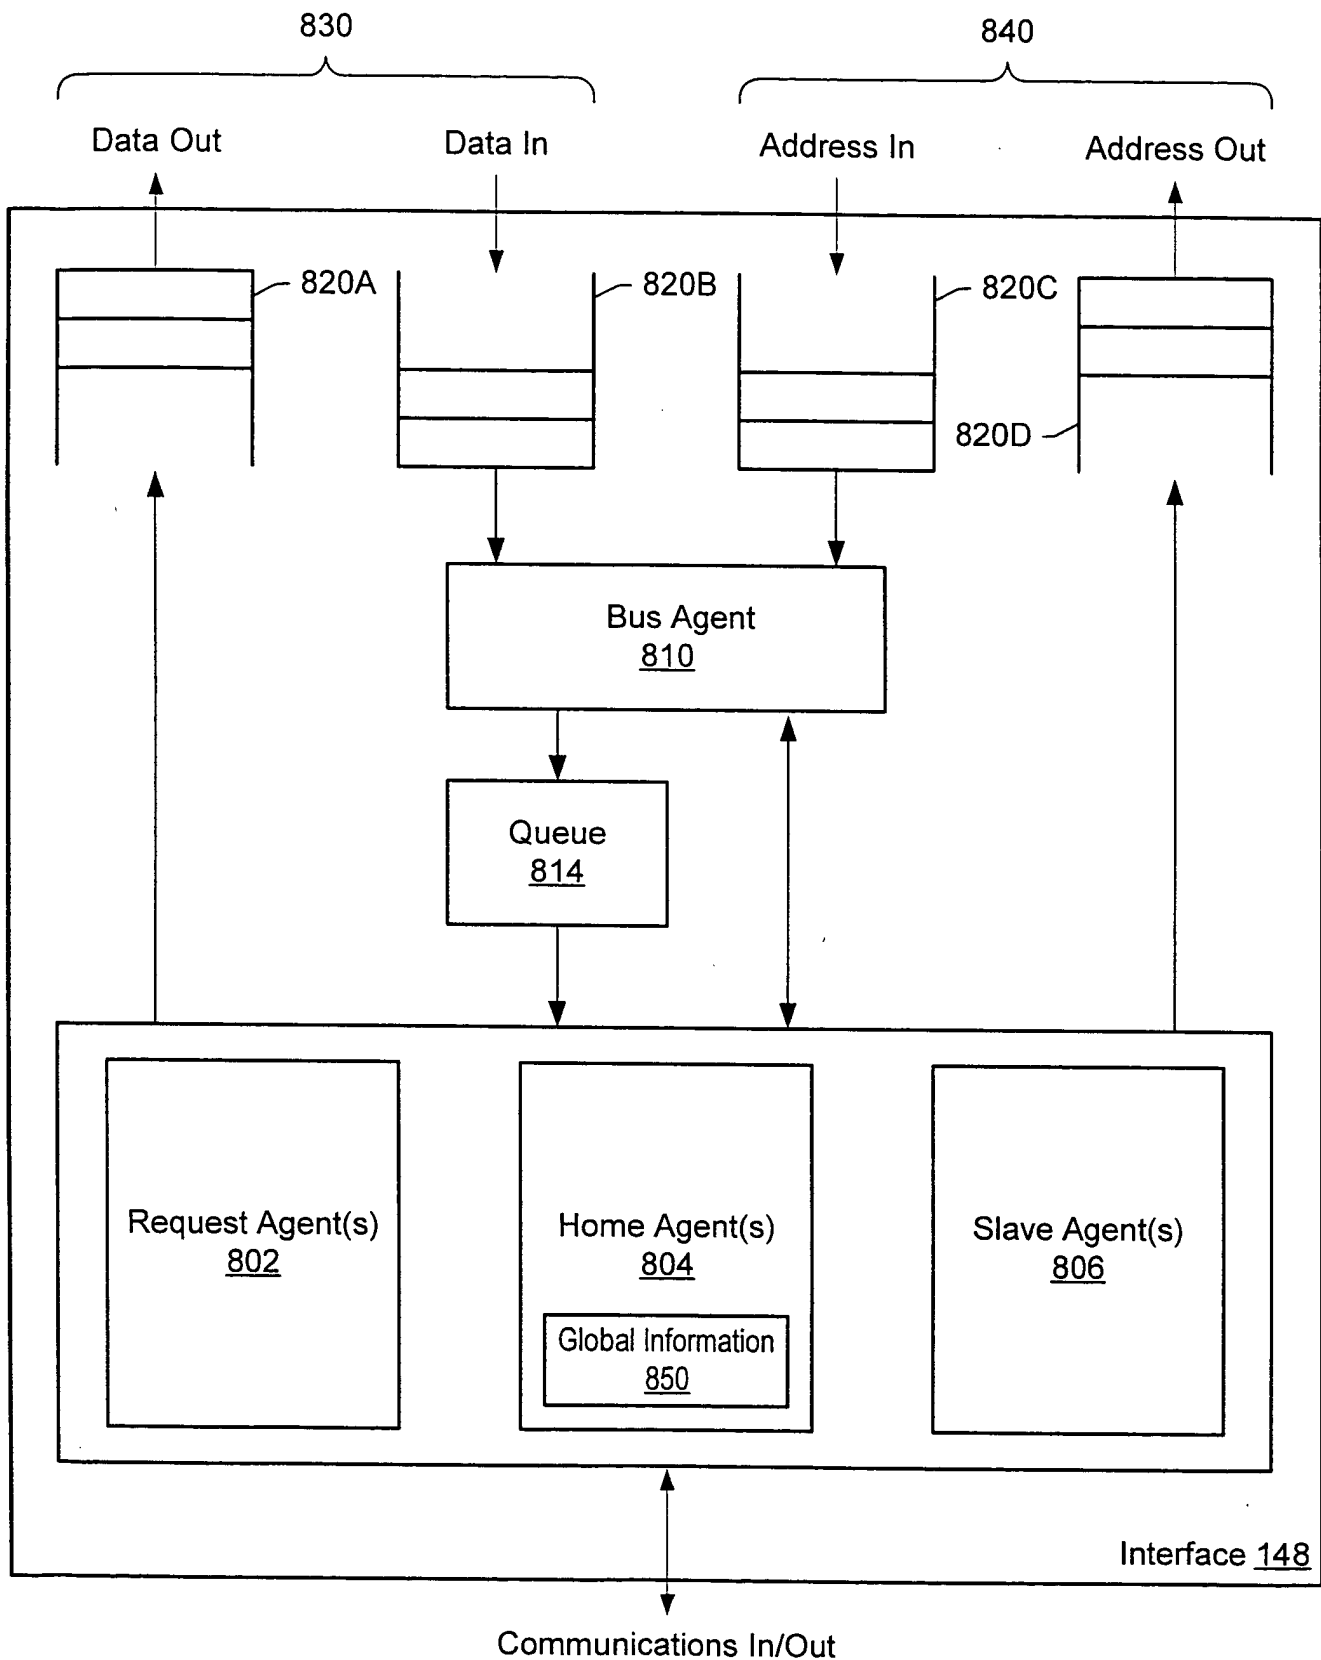 830
840
Data Out
Data In
Address In
Address Out
820A
820B
820C
820D
Bus Agent
810
Queue
814
Request Agent(s)
802
Home Agent(s)
804
Slave Agent(s)
806
Global Information
850
Interface 148
Communications In/Out